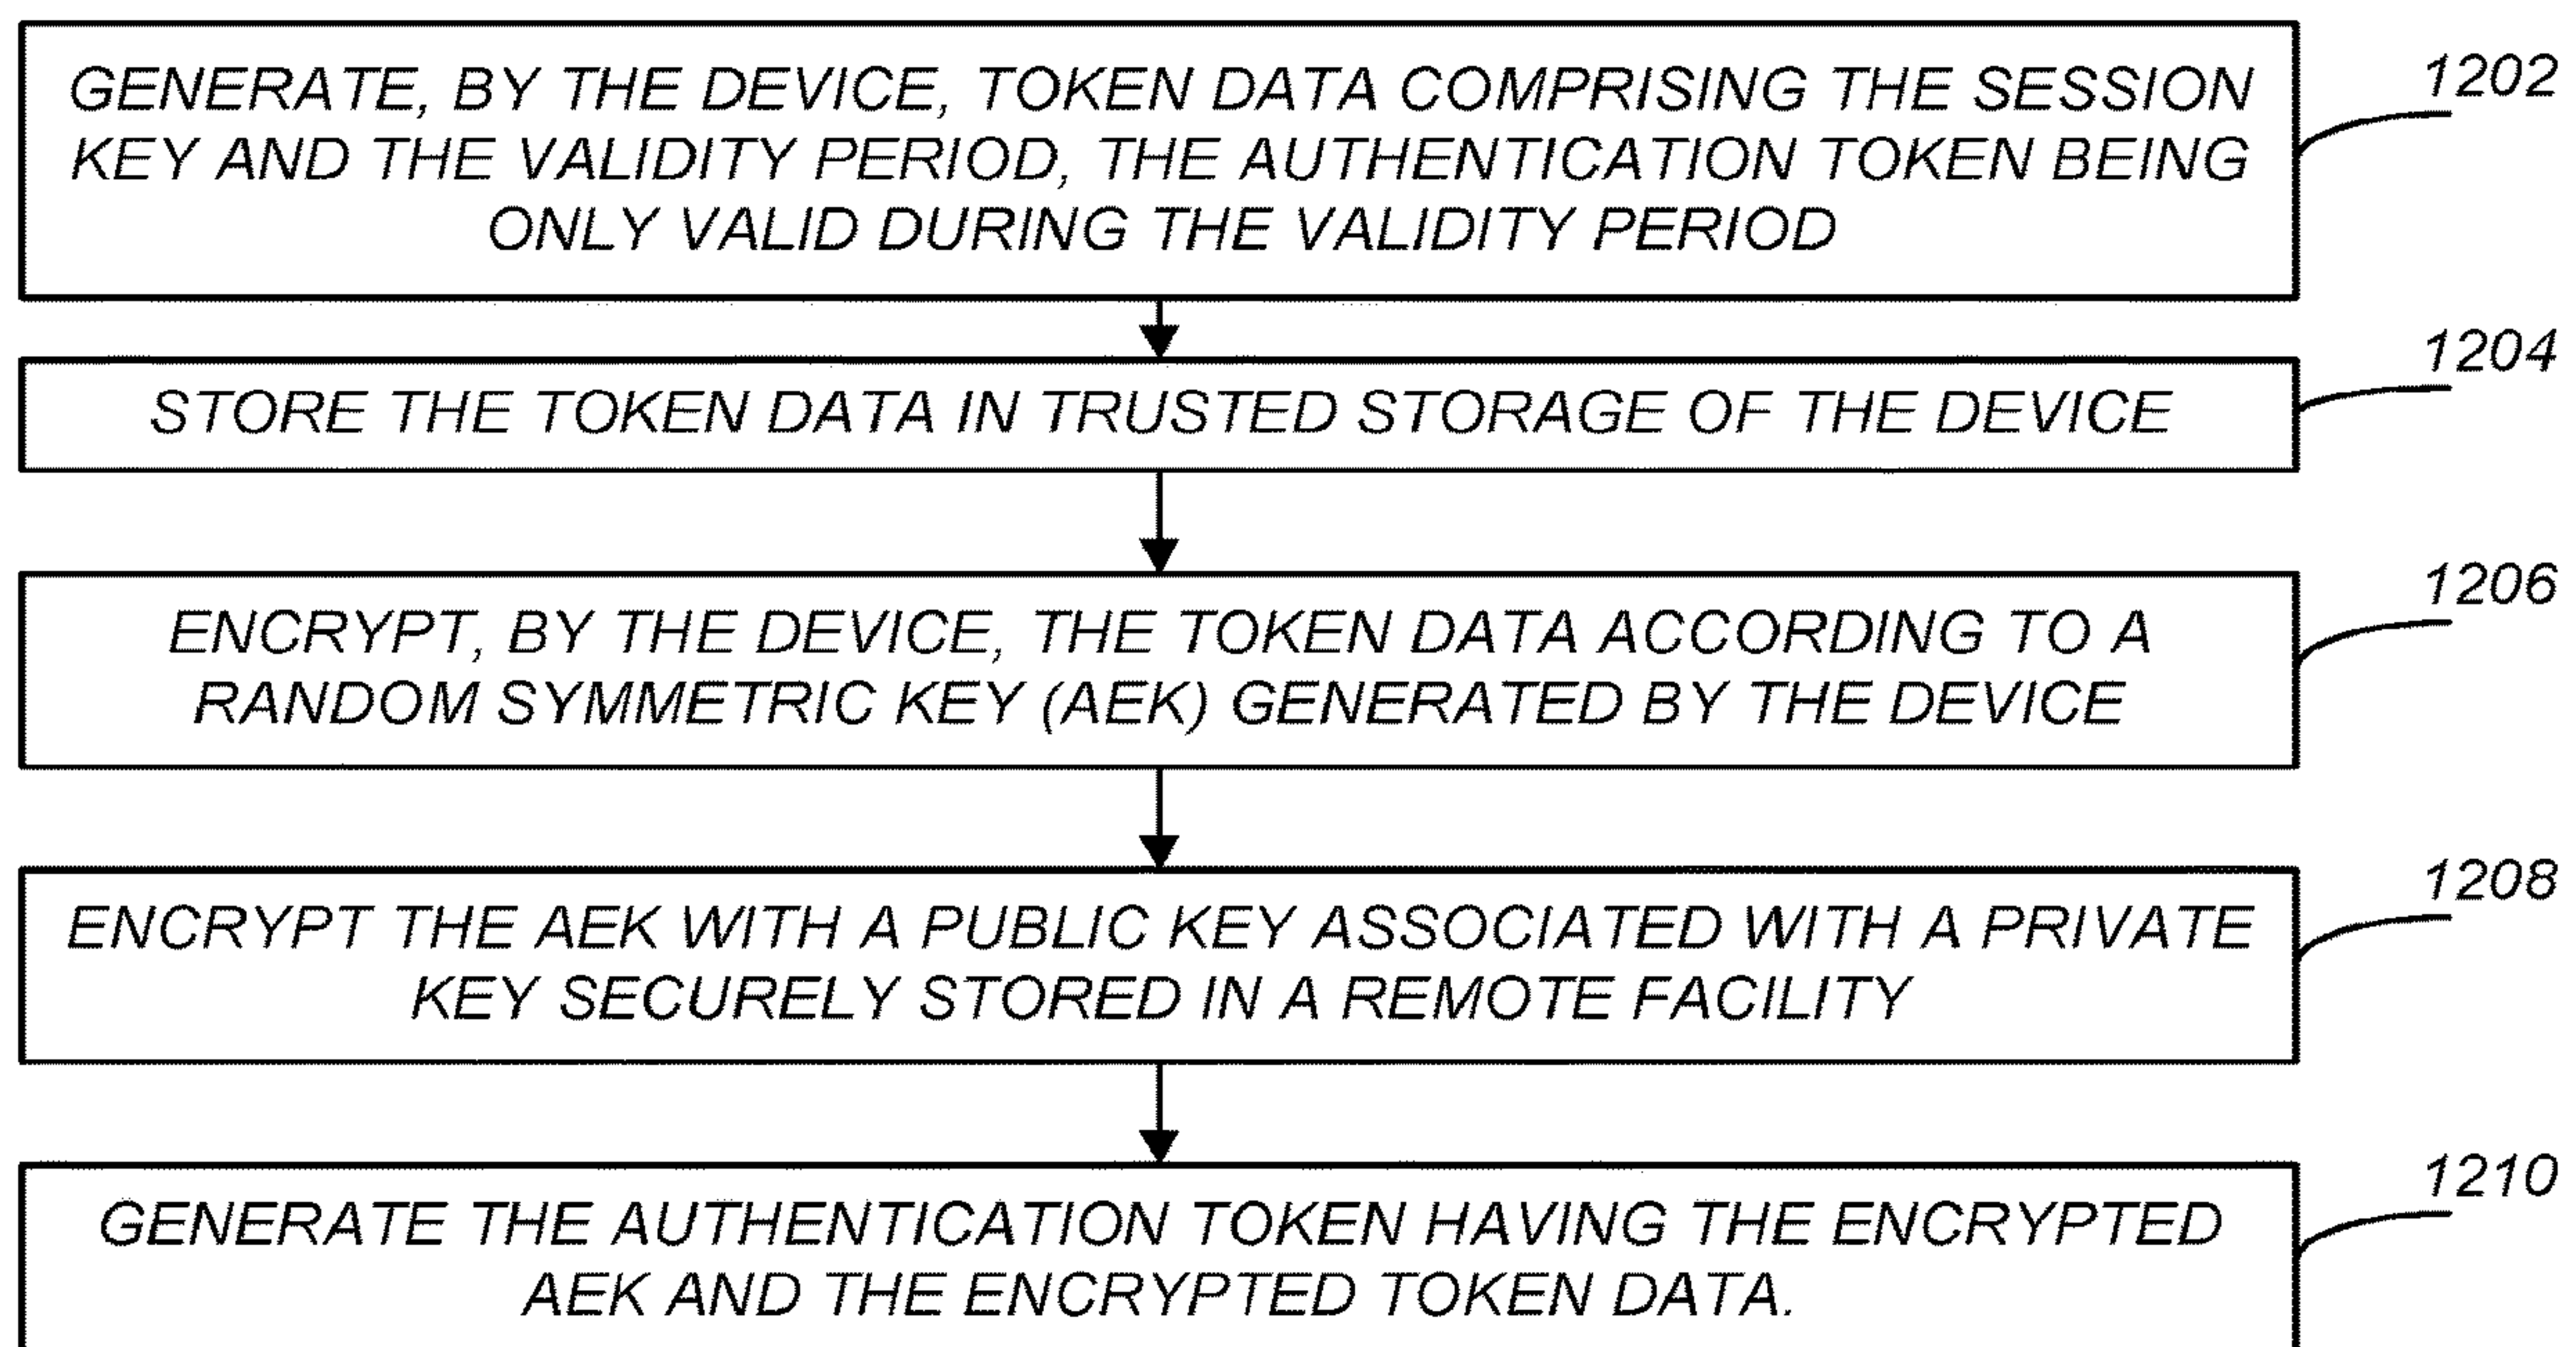 GENERATE, BY THE DEVICE, TOKEN DATA COMPRISING THE SESSION
KEY AND THE VALIDITY PERIOD, THE AUTHENTICATION TOKEN BEING
ONLY VALID DURING THE VALIDITY PERIOD
1202
STORE THE TOKEN DATA IN TRUSTED STORAGE OF THE DEVICE
1204
ENCRYPT, BY THE DEVICE, THE TOKEN DATA ACCORDING TO A
RANDOM SYMMETRIC KEY (AEK) GENERATED BY THE DEVICE
1206
ENCRYPT THE AEK WITH A PUBLIC KEY ASSOCIATED WITH A PRIVATE
KEY SECURELY STORED IN A REMOTE FACILITY
1208
GENERATE THE AUTHENTICATION TOKEN HAVING THE ENCRYPTED
AEK AND THE ENCRYPTED TOKEN DATA.
1210